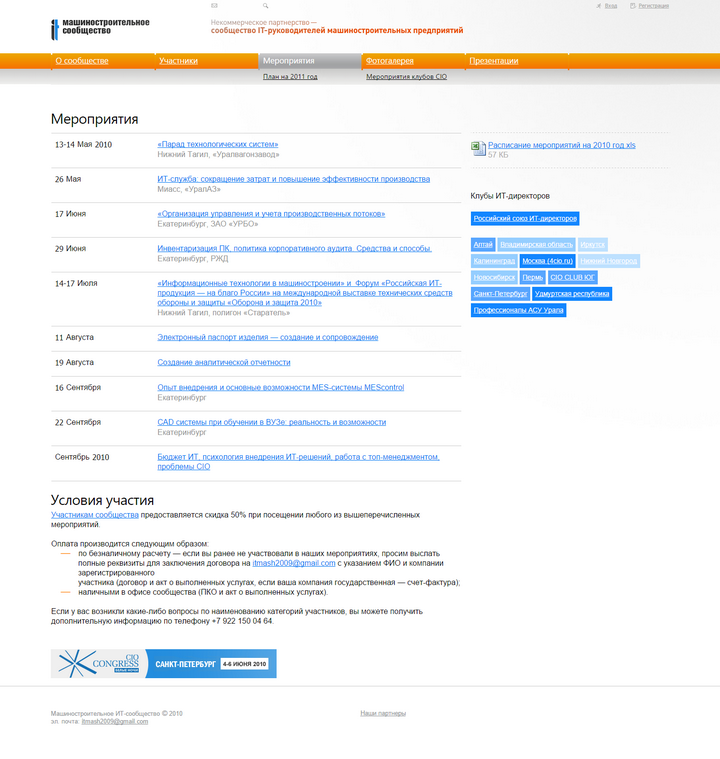 Вход
Регистрация
машиностроительное
сообщество
Некоммерческое партнерство —
сообщество IT-руководителей машиностроительных предприятий
О сообществе
Участники
Мероприятия
Фотогалерея
Презентации
План на 2011 год
Мероприятия клубов CIO
Мероприятия
13-14 Мая 2010
«Парад технологических систем»
Нижний Тагил, «Уралвагонзавод»
26 Мая
ИТ-служба: сокращение затрат и повышение эффективности производства
Миасс, «УралАЗ»
17 Июня
«Организация управления и учета производственных потоков»
Екатеринбург, ЗАО «УРБО»
29 Июня
Инвентаризация ПК, политика корпоративного аудита. Средства и способы.
Екатеринбург, РЖД
14-17 Июля
«Информационные технологии в машиностроении» и Форум «Российская ИТ-
продукция — на благо России» на международной выставке технических средств
обороны и защиты «Оборона и защита 2010»
Нижний Тагил, полигон «Старатель»
11 Августа
Электронный паспорт изделия — создание и сопровождение
19 Августа
Создание аналитической отчетности
16 Сентября
Опыт внедрения и основные возможности MES-системы MEScontrol
Екатеринбург
22 Сентября
CAD системы при обучении в ВУЗе: реальность и возможности
Екатеринбург
Сентябрь 2010
Бюджет ИТ, психология внедрения ИТ-решений, работа с топ-менеджментом,
проблемы CIO
Расписание мероприятий на 2010 год.xls
57 КБ
Клубы ИТ-директоров
Российский союз ИТ-директоров
Алтай Владимирская область Иркутск
Калининград Москва (4cio.ru) Нижний Новгород
Новосибирск Пермь CIO CLUB ЮГ
Санкт-Петербург Удмуртская республика
Профессионалы АСУ Урала
Условия участия
Участникам сообщества предоставляется скидка 50% при посещении любого из вышеперечисленных
мероприятий.
Оплата производится следующим образом:
— по безналичному расчету — если вы ранее не участвовали в наших мероприятиях, просим выслать
полные реквизиты для заключения договора на itmash2009@gmail.com с указанием ФИО и компании
зарегистрированного
участника (договор и акт о выполненных услугах, если ваша компания государственная — счет-фактура);
— наличными в офисе сообщества (ПКО и акт о выполненных услугах).
Если у вас возникли какие-либо вопросы по наименованию категорий участников, вы можете получить
дополнительную информацию по телефону +7 922 150 04 64.
CIO
CONGRESS
БЕЛЫЕ НОЧИ
САНКТ-ПЕТЕРБУРГ 4-6 ИЮНЯ 2010
Машиностроительное ИТ-сообщество © 2010
эл. почта: itmash2009@gmail.com
Наши партнеры